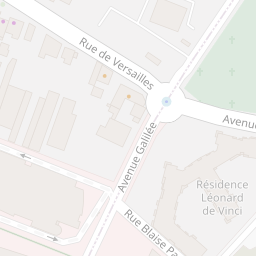 Rue de Versailles
Avenue
Avenue Galilée
Résidence
Léonard
de Vinci
Rue Blaise Pa